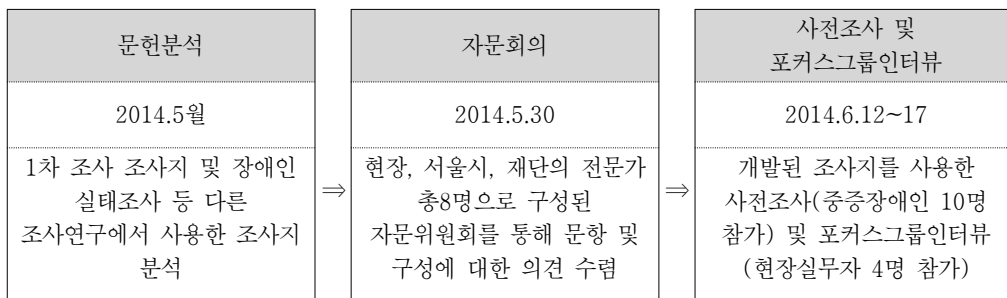 문헌분석
2014.5월
1차 조사 조사지 및 장애인
실태조사 등 다른
조사연구에서 사용한 조사지
분석
⇒
자문회의
2014.5.30
현장, 서울시, 재단의 전문가
총8명으로 구성된
자문위원회를 통해 문항 및
구성에 대한 의견 수렴
⇒
사전조사 및
포커스그룹인터뷰
2014.6.12~17
개발된 조사지를 사용한
사전조사(중증장애인 10명
참가) 및 포커스그룹인터뷰
(현장실무자 4명 참가)